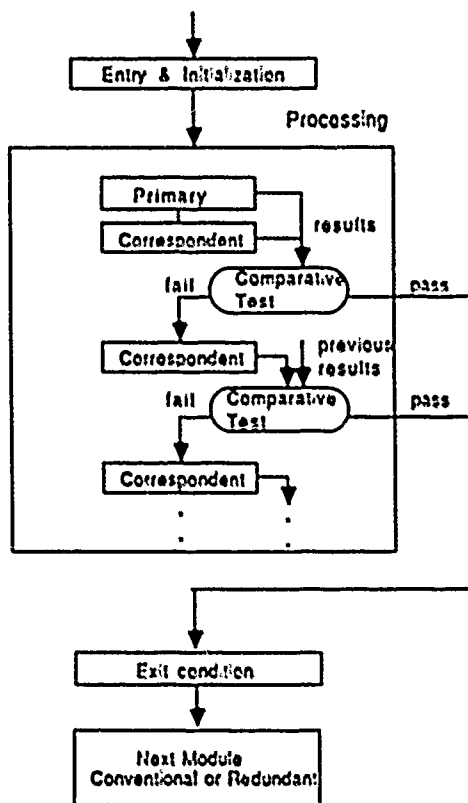 Entry & Initialization
Processing
Primary
results
Correspondent
fail
Comparative
Test
pass
Correspondent
previous
results
fail
Comparative
Test
pass
Correspondent
Exit condition
Next Module
Conventional or Redundant